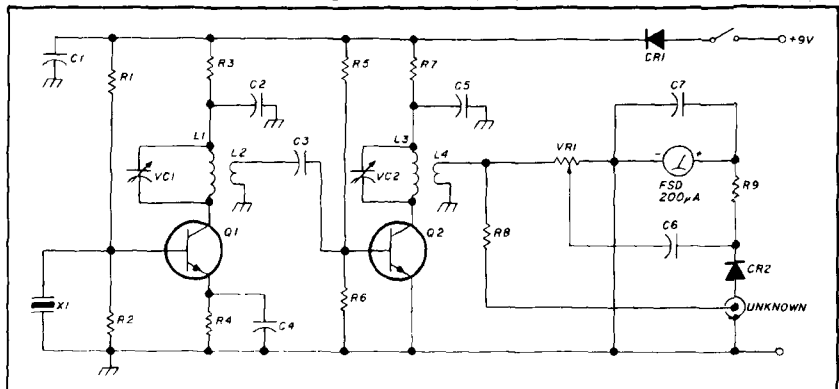 +9V
CR1
C1
R1
R3
C2
R5
R7
C5
C7
L1
L2
C3
L3
L4
VR1
- +
VC1
VC2
FSD
200μA
R9
Q1
Q2
R8
C6
CR2
X1
R2
R4
C4
R6
UNKNOWN